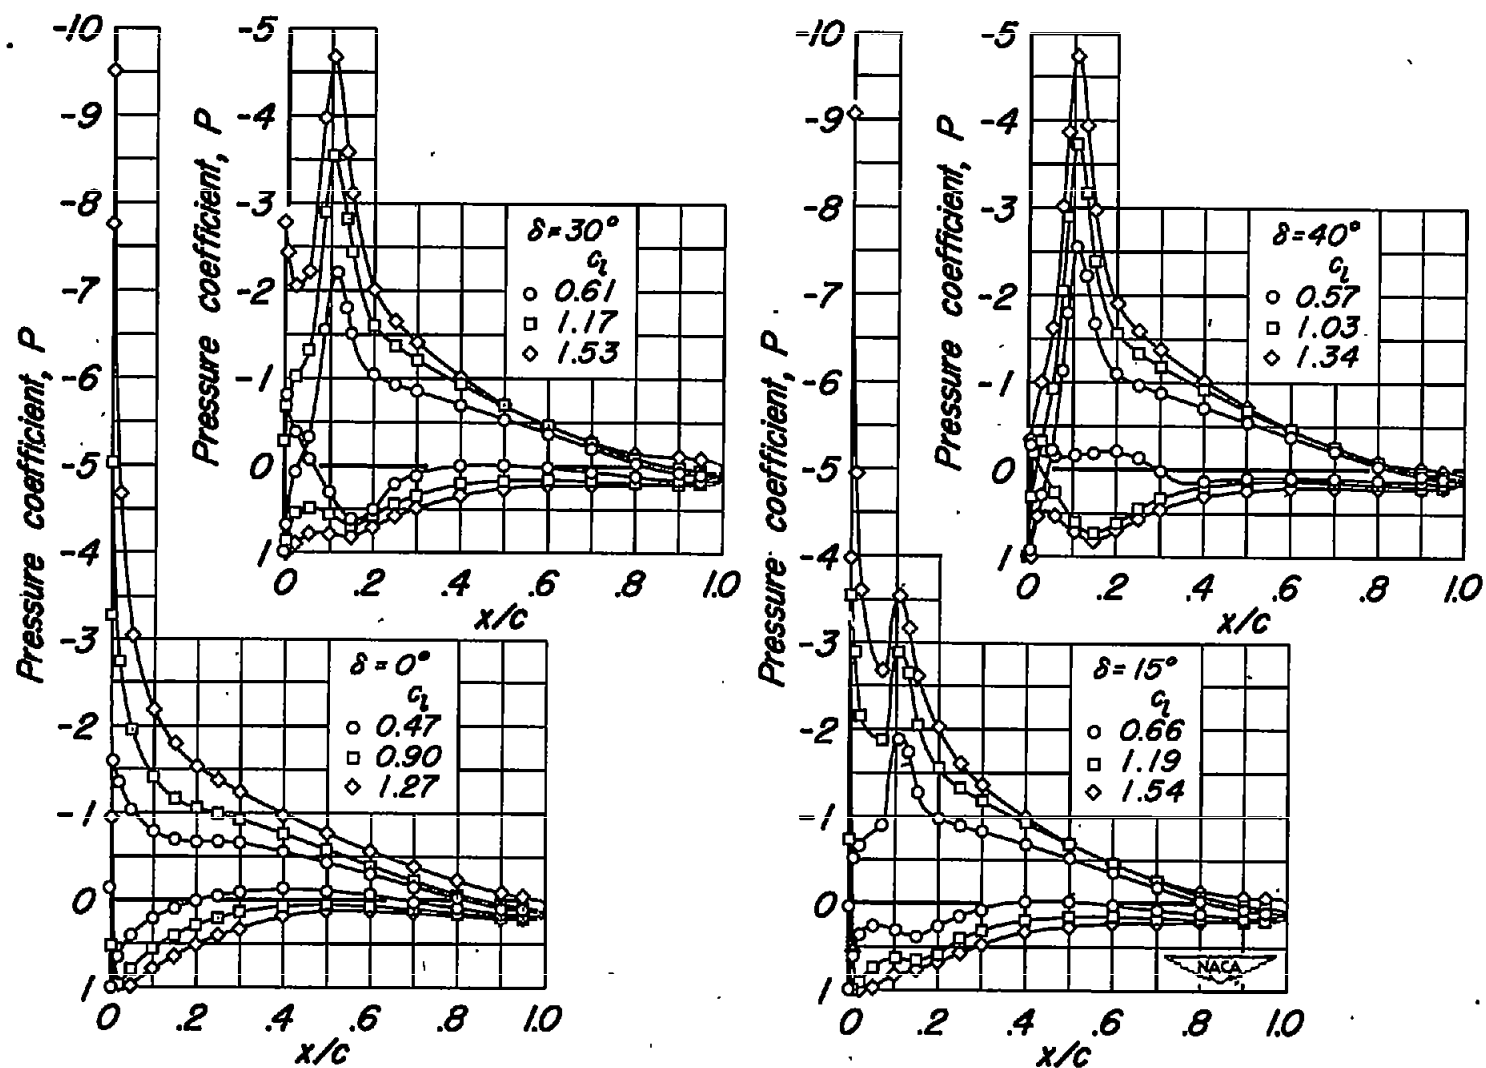 -10
-9
-8
-7
-6
-5
-4
-3
-2
-1
0
1
Pressure coefficient, P
0 .2 .4 .6 .8 1.0
x/c
δ = 0°
c_l
0.47
0.90
1.27
-5
-4
-3
-2
-1
0
1
Pressure coefficient, P
0 .2 .4 .6 .8 1.0
x/c
δ = 30°
c_l
0.61
1.17
1.53
-10
-9
-8
-7
-6
-5
-4
-3
-2
-1
0
1
Pressure coefficient, P
0 .2 .4 .6 .8 1.0
x/c
δ = 15°
c_l
0.66
1.19
1.54
NACA
-5
-4
-3
-2
-1
0
1
Pressure coefficient, P
0 .2 .4 .6 .8 1.0
x/c
δ = 40°
c_l
0.57
1.03
1.34